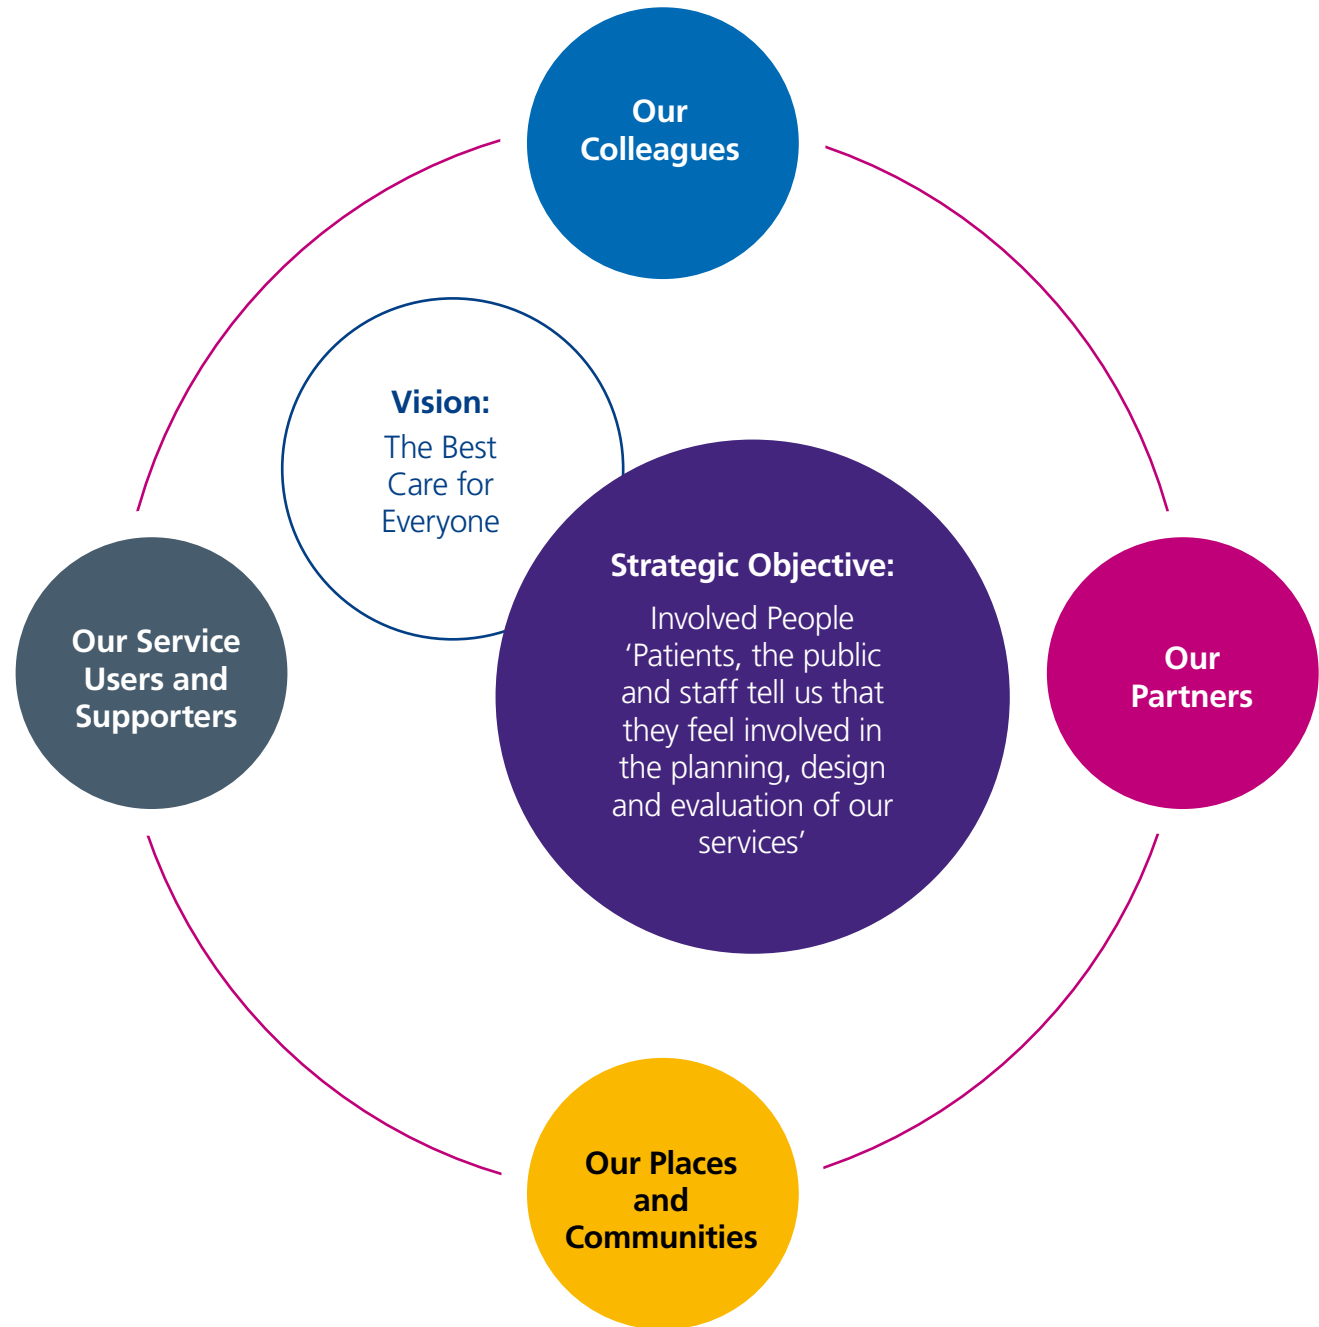 Our
Colleagues
Vision:
The Best
Care for
Everyone
Strategic Objective:
Involved People
‘Patients, the public
and staff tell us that
they feel involved in
the planning, design
and evaluation of our
services’
Our Service
Users and
Supporters
Our
Partners
Our Places
and
Communities